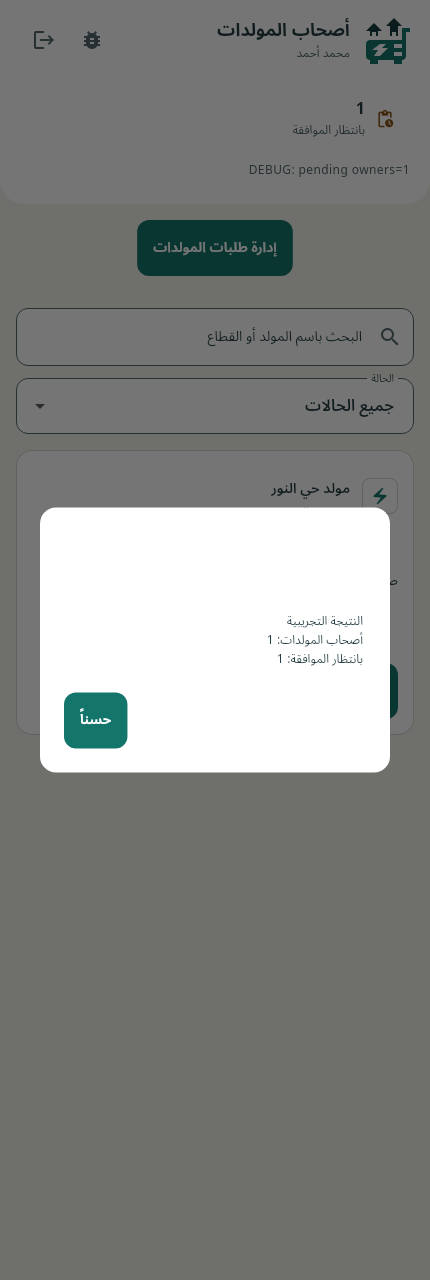 أصحاب المولدات
محمد أحمد
1
بانتظار الموافقة
DEBUG: pending owners=1
إدارة طلبات المولدات
البحث باسم المولد أو القطاع
الحالة
جميع الحالات
مولد حي النور
النتيجة التجريبية
أصحاب المولدات: 1
بانتظار الموافقة: 1
حسناً